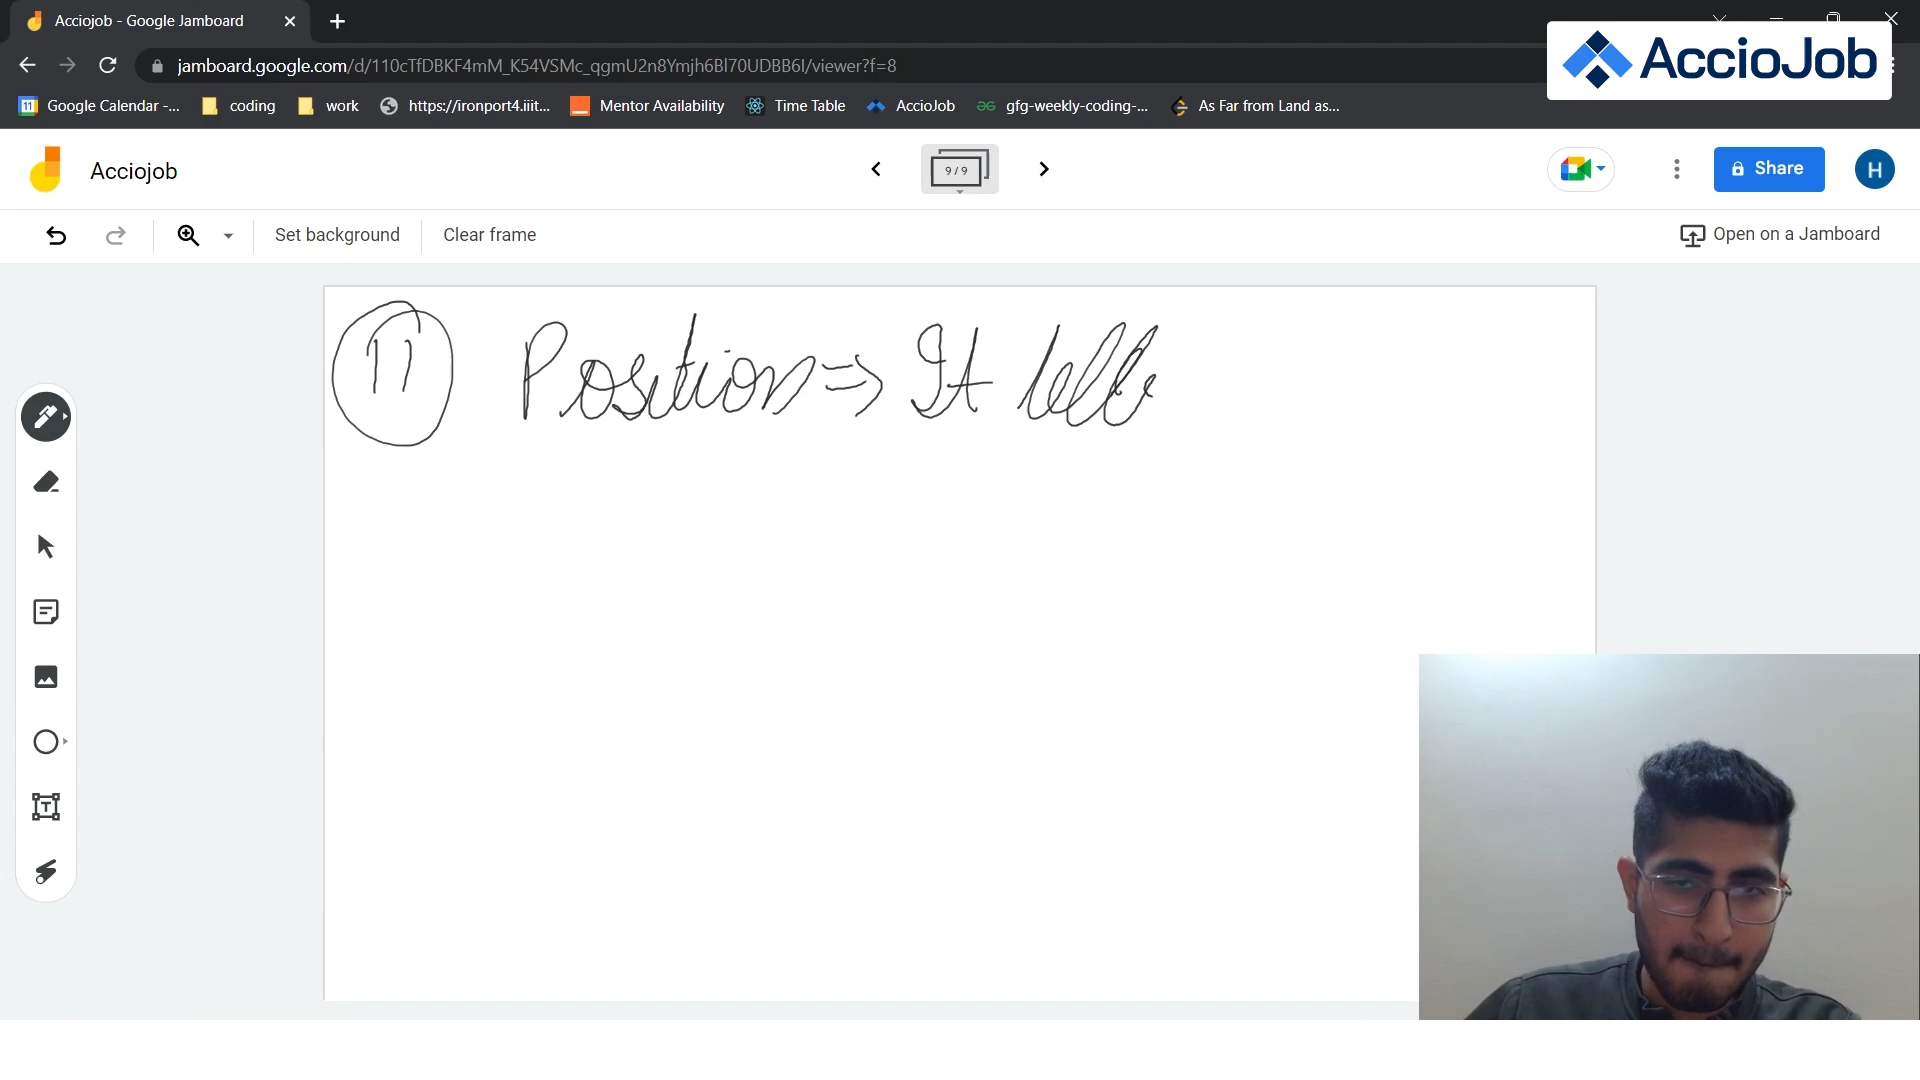 Acciojob - Google Jamboard
AccioJob
jamboard.google.com/d/110cTfDBKF4mM_K54VSMc_qgmU2n8Ymjh6Bl70UDBB6I/viewer?f=8
11 Google Calendar -... coding work https://ironport4.iiit... Mentor Availability Time Table AccioJob gfg-weekly-coding-... As Far from Land as...
Acciojob 9 / 9 Share H
Set background Clear frame Open on a Jamboard
11 Position => It tells